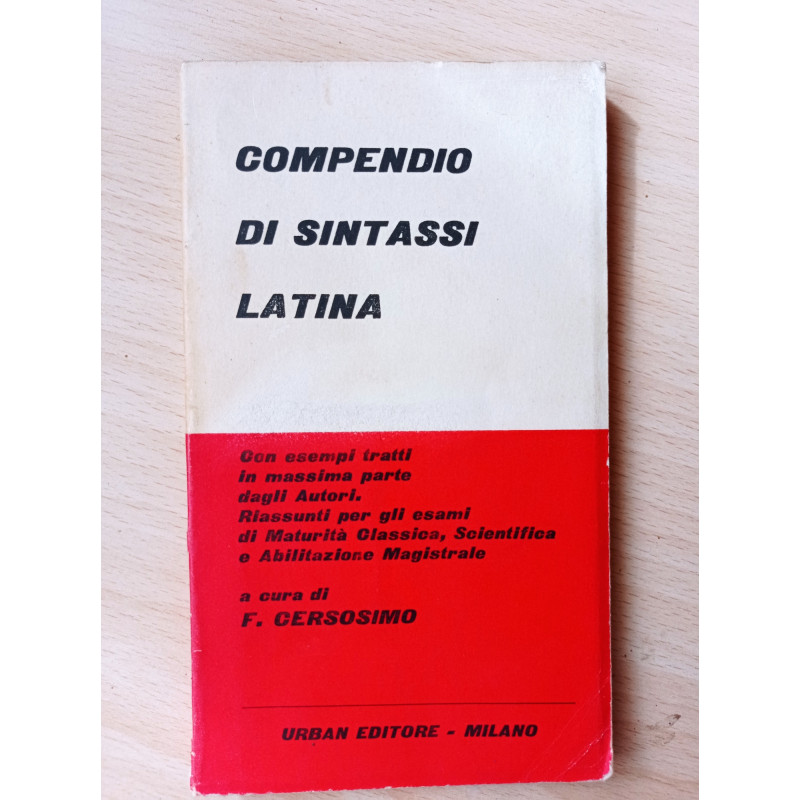 COMPENDIO
DI SINTASSI
LATINA
Con esempi tratti
in massima parte
dagli Autori.
Riassunti per gli esami
di Maturità Classica, Scientifica
e Abilitazione Magistrale
a cura di
F. CERSOSIMO
URBAN EDITORE - MILANO